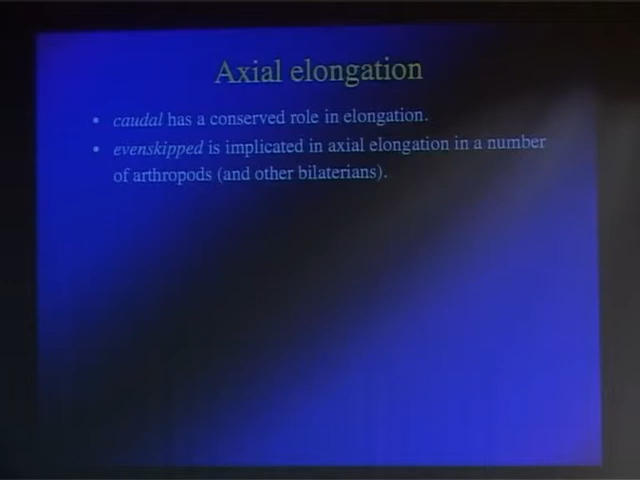 Axial elongation
• caudal has a conserved role in elongation.
• evenskipped is implicated in axial elongation in a number
of arthropods (and other bilaterians).